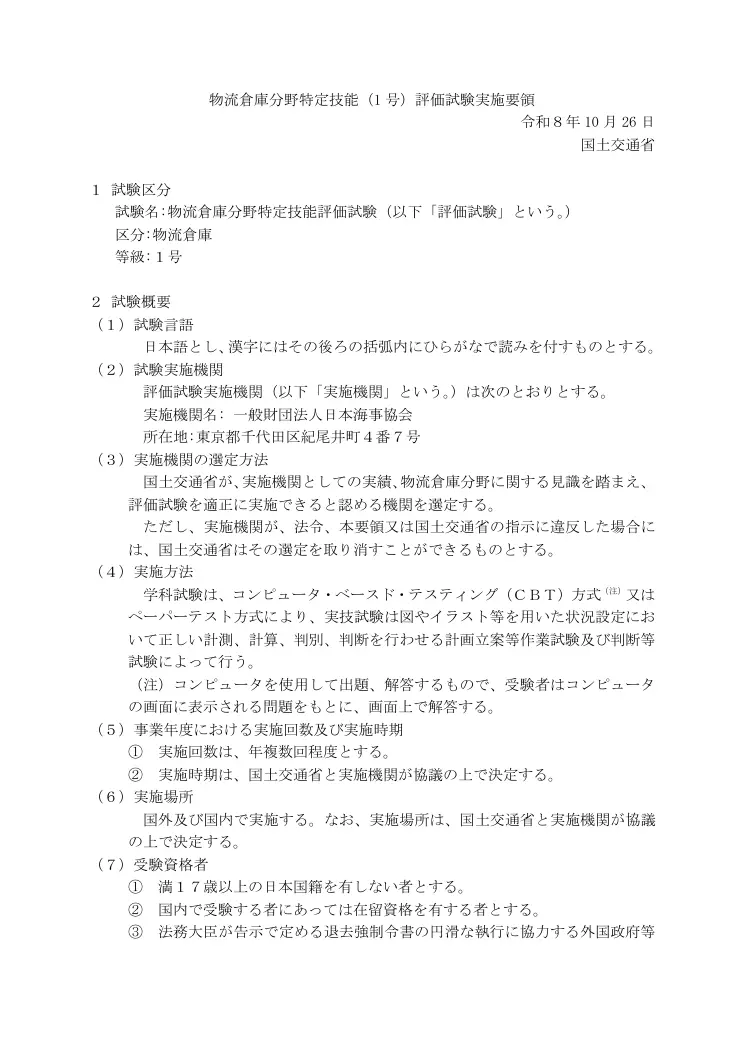 物流倉庫分野特定技能（1 号）評価試験実施要領
令和８年 10 月 26 日
国土交通省
１ 試験区分
試験名：物流倉庫分野特定技能評価試験（以下「評価試験」という。）
区分：物流倉庫
等級：１号
２ 試験概要
（１）試験言語
日本語とし、漢字にはその後ろの括弧内にひらがなで読みを付すものとする。
（２）試験実施機関
評価試験実施機関（以下「実施機関」という。）は次のとおりとする。
実施機関名： 一般財団法人日本海事協会
所在地：東京都千代田区紀尾井町４番７号
（３）実施機関の選定方法
国土交通省が、実施機関としての実績、物流倉庫分野に関する見識を踏まえ、
評価試験を適正に実施できると認める機関を選定する。
ただし、実施機関が、法令、本要領又は国土交通省の指示に違反した場合に
は、国土交通省はその選定を取り消すことができるものとする。
（４）実施方法
学科試験は、コンピュータ・ベースド・テスティング（ＣＢＴ）方式（注）又は
ペーパーテスト方式により、実技試験は図やイラスト等を用いた状況設定にお
いて正しい計測、計算、判別、判断を行わせる計画立案等作業試験及び判断等
試験によって行う。
（注）コンピュータを使用して出題、解答するもので、受験者はコンピュータ
の画面に表示される問題をもとに、画面上で解答する。
（５）事業年度における実施回数及び実施時期
① 実施回数は、年複数回程度とする。
② 実施時期は、国土交通省と実施機関が協議の上で決定する。
（６）実施場所
国外及び国内で実施する。なお、実施場所は、国土交通省と実施機関が協議
の上で決定する。
（７）受験資格者
① 満１７歳以上の日本国籍を有しない者とする。
② 国内で受験する者にあっては在留資格を有する者とする。
③ 法務大臣が告示で定める退去強制令書の円滑な執行に協力する外国政府等